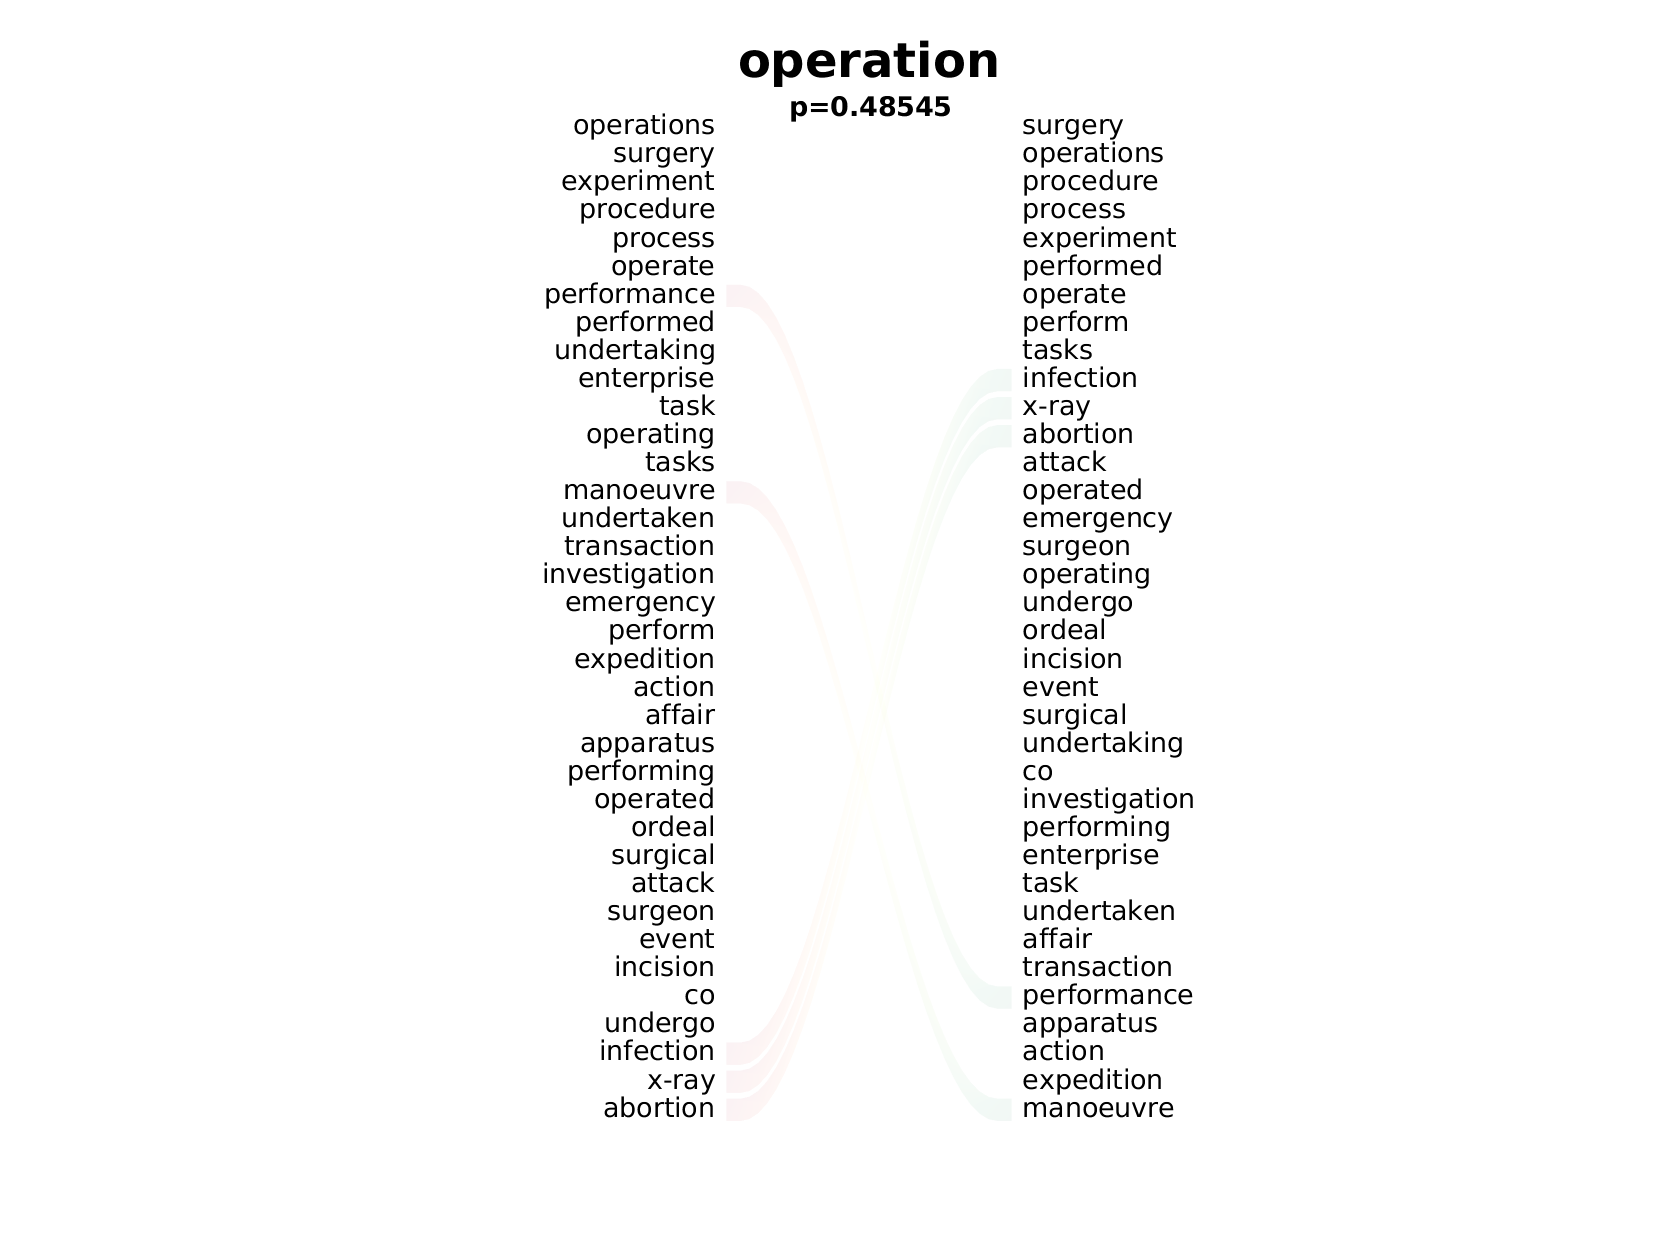 operation
p=0.48545
operations
surgery
experiment
procedure
process
operate
performance
performed
undertaking
enterprise
task
operating
tasks
manoeuvre
undertaken
transaction
investigation
emergency
perform
expedition
action
affair
apparatus
performing
operated
ordeal
surgical
attack
surgeon
event
incision
co
undergo
infection
x-ray
abortion
surgery
operations
procedure
process
experiment
performed
operate
perform
tasks
infection
x-ray
abortion
attack
operated
emergency
surgeon
operating
undergo
ordeal
incision
event
surgical
undertaking
co
investigation
performing
enterprise
task
undertaken
affair
transaction
performance
apparatus
action
expedition
manoeuvre